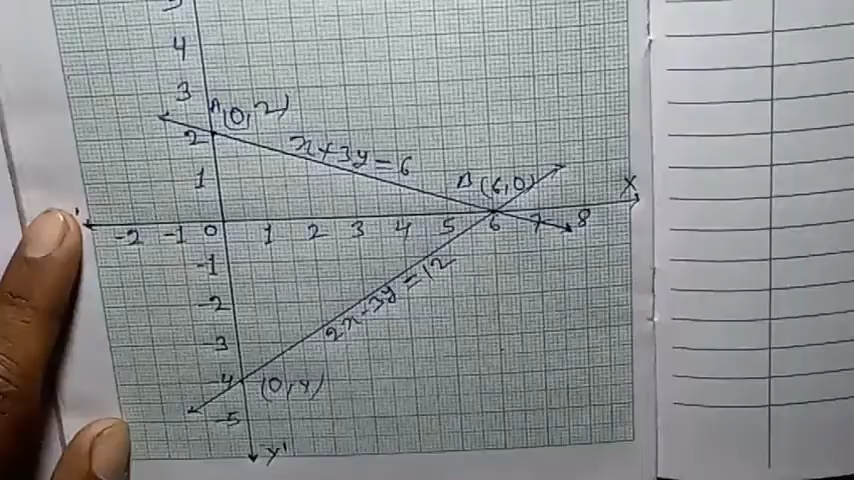 5
4
3
A(0,2)
2
x+3y=6
1
B(6,0)
X
-2 -1 0 1 2 3 4 5 6 7 8
-1
-2
2x-3y=12
-3
-4
(0,4)
-5
Y'